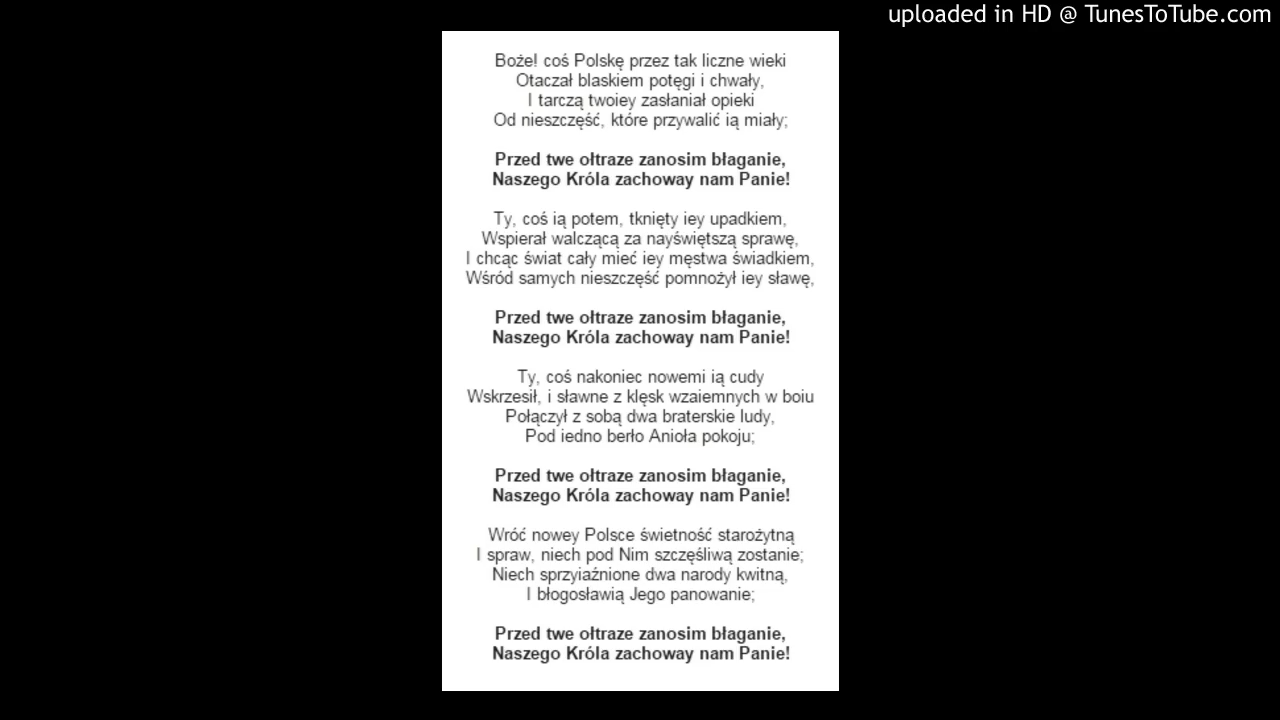 uploaded in HD @ TunesToTube.com
Boże! coś Polskę przez tak liczne wieki
Otaczał blaskiem potęgi i chwały,
I tarczą twoiey zasłaniał opieki
Od nieszczęść, które przywalić ią miały;
Przed twe ołtraze zanosim błaganie,
Naszego Króla zachoway nam Panie!
Ty, coś ią potem, tknięty iey upadkiem,
Wspierał walczącą za nayświętszą sprawę,
I chcąc świat cały mieć iey męstwa świadkiem,
Wśród samych nieszczęść pomnożył iey sławę,
Przed twe ołtraze zanosim błaganie,
Naszego Króla zachoway nam Panie!
Ty, coś nakoniec nowemi ią cudy
Wskrzesił, i sławne z klęsk wzaiemnych w boiu
Połączył z sobą dwa braterskie ludy,
Pod iedno berło Anioła pokoju;
Przed twe ołtraze zanosim błaganie,
Naszego Króla zachoway nam Panie!
Wróć nowey Polsce świetność starożytną
I spraw, niech pod Nim szczęśliwą zostanie;
Niech sprzyiaźnione dwa narody kwitną,
I błogosławią Jego panowanie;
Przed twe ołtraze zanosim błaganie,
Naszego Króla zachoway nam Panie!